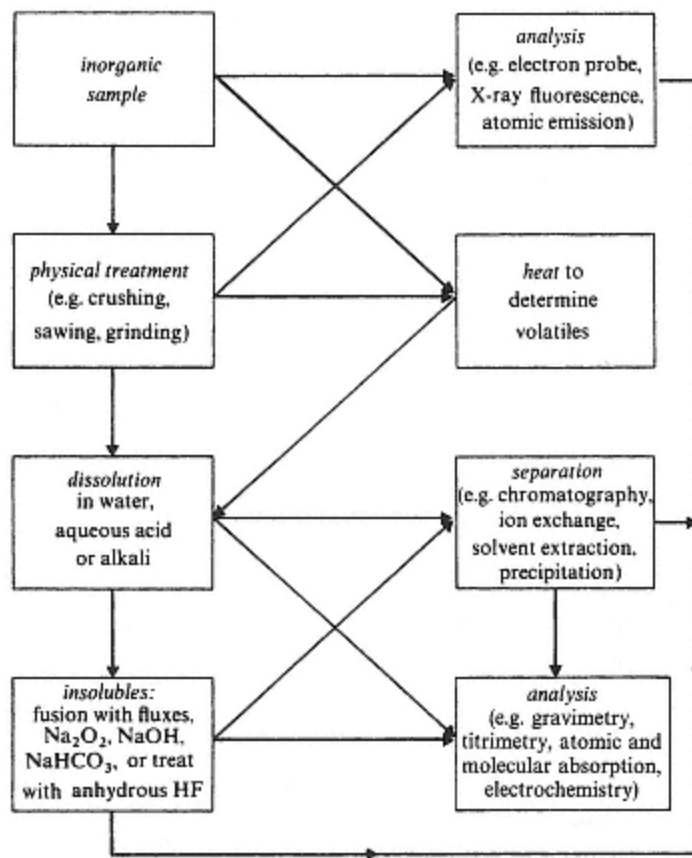 inorganic
sample
analysis
(e.g. electron probe,
X-ray fluorescence,
atomic emission)
physical treatment
(e.g. crushing,
sawing, grinding)
heat to
determine
volatiles
dissolution
in water,
aqueous acid
or alkali
separation
(e.g. chromatography,
ion exchange,
solvent extraction,
precipitation)
insolubles:
fusion with fluxes,
Na₂O₂, NaOH,
NaHCO₃, or treat
with anhydrous HF
analysis
(e.g. gravimetry,
titrimetry, atomic and
molecular absorption,
electrochemistry)